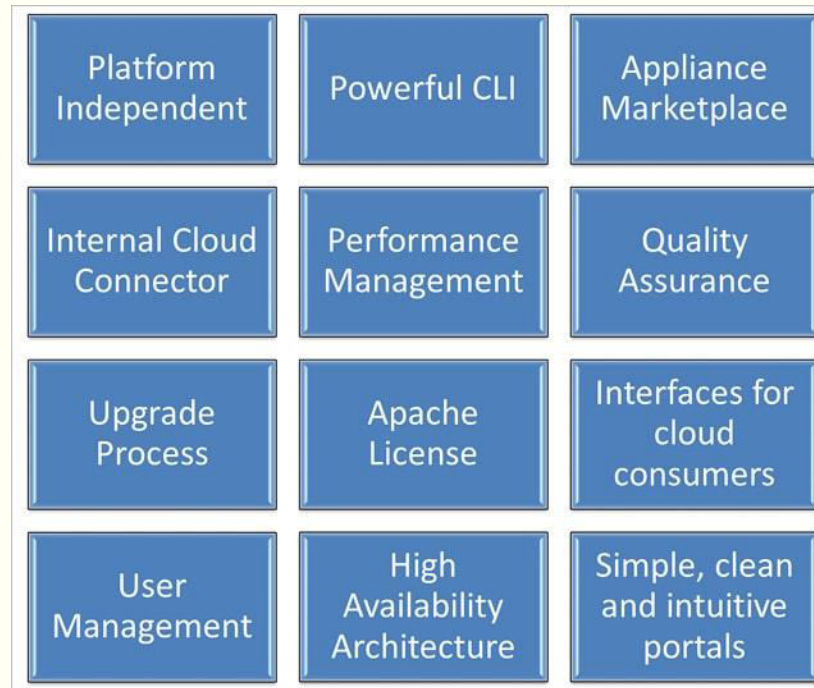 Platform
Independent
Powerful CLI
Appliance
Marketplace
Internal Cloud
Connector
Performance
Management
Quality
Assurance
Upgrade
Process
Apache
License
Interfaces for
cloud
consumers
User
Management
High
Availability
Architecture
Simple, clean
and intuitive
portals